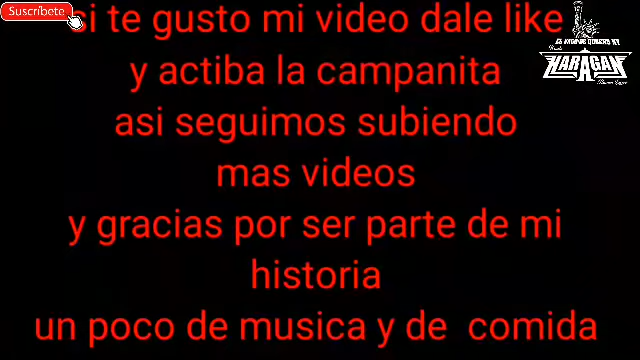 Suscríbete
si te gusto mi video dale like
y actiba la campanita
asi seguimos subiendo
mas videos
y gracias por ser parte de mi
historia
un poco de musica y de comida
HARAGAN